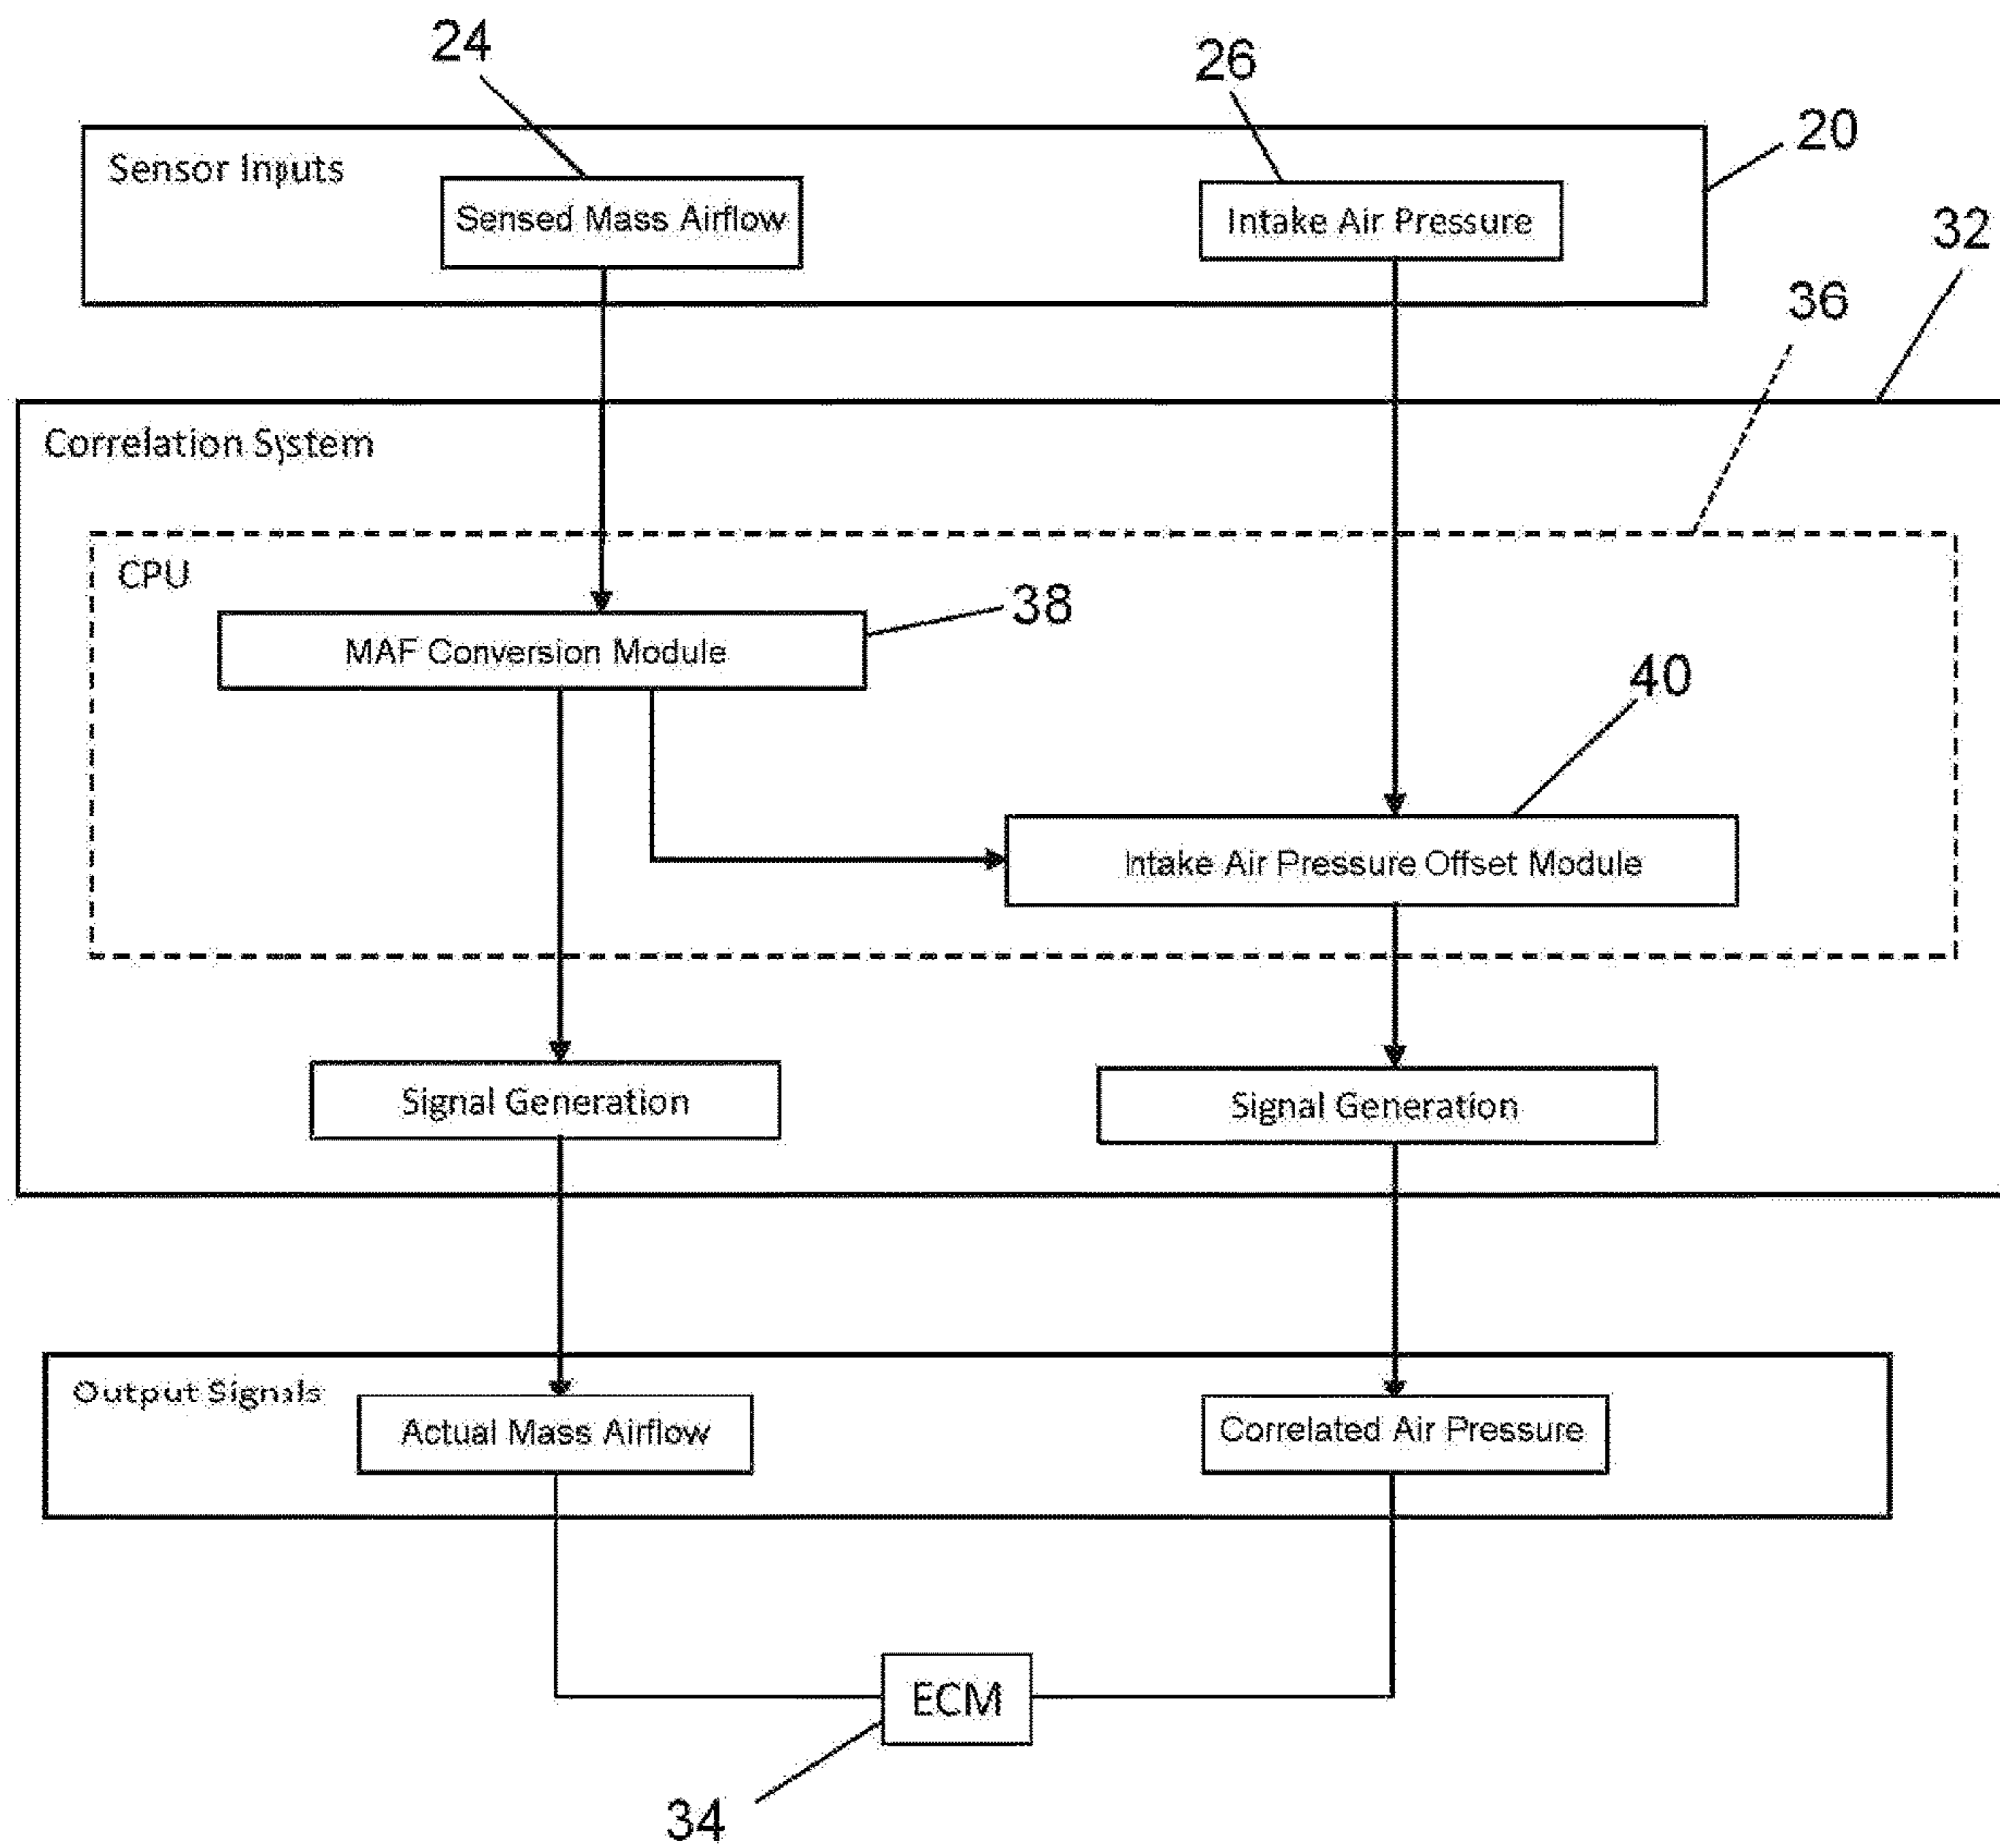 24
26
20
Sensor Inputs
Sensed Mass Airflow
Intake Air Pressure
32
36
Correlation System
CPU
38
MAF Conversion Module
40
Intake Air Pressure Offset Module
Signal Generation
Signal Generation
Output Signals
Actual Mass Airflow
Correlated Air Pressure
ECM
34